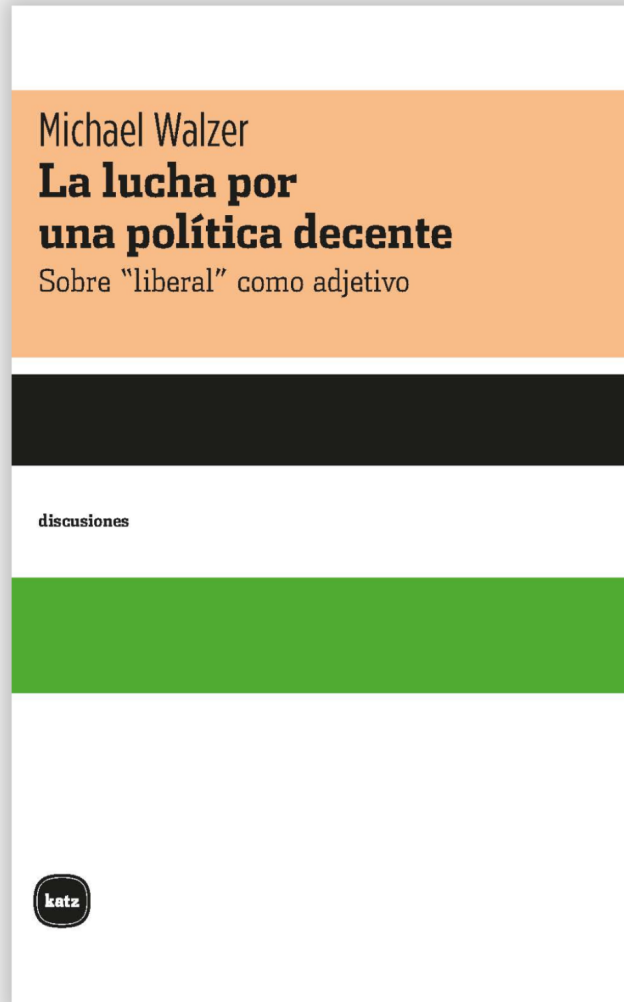 Michael Walzer
La lucha por
una política decente
Sobre “liberal” como adjetivo
discusiones
katz